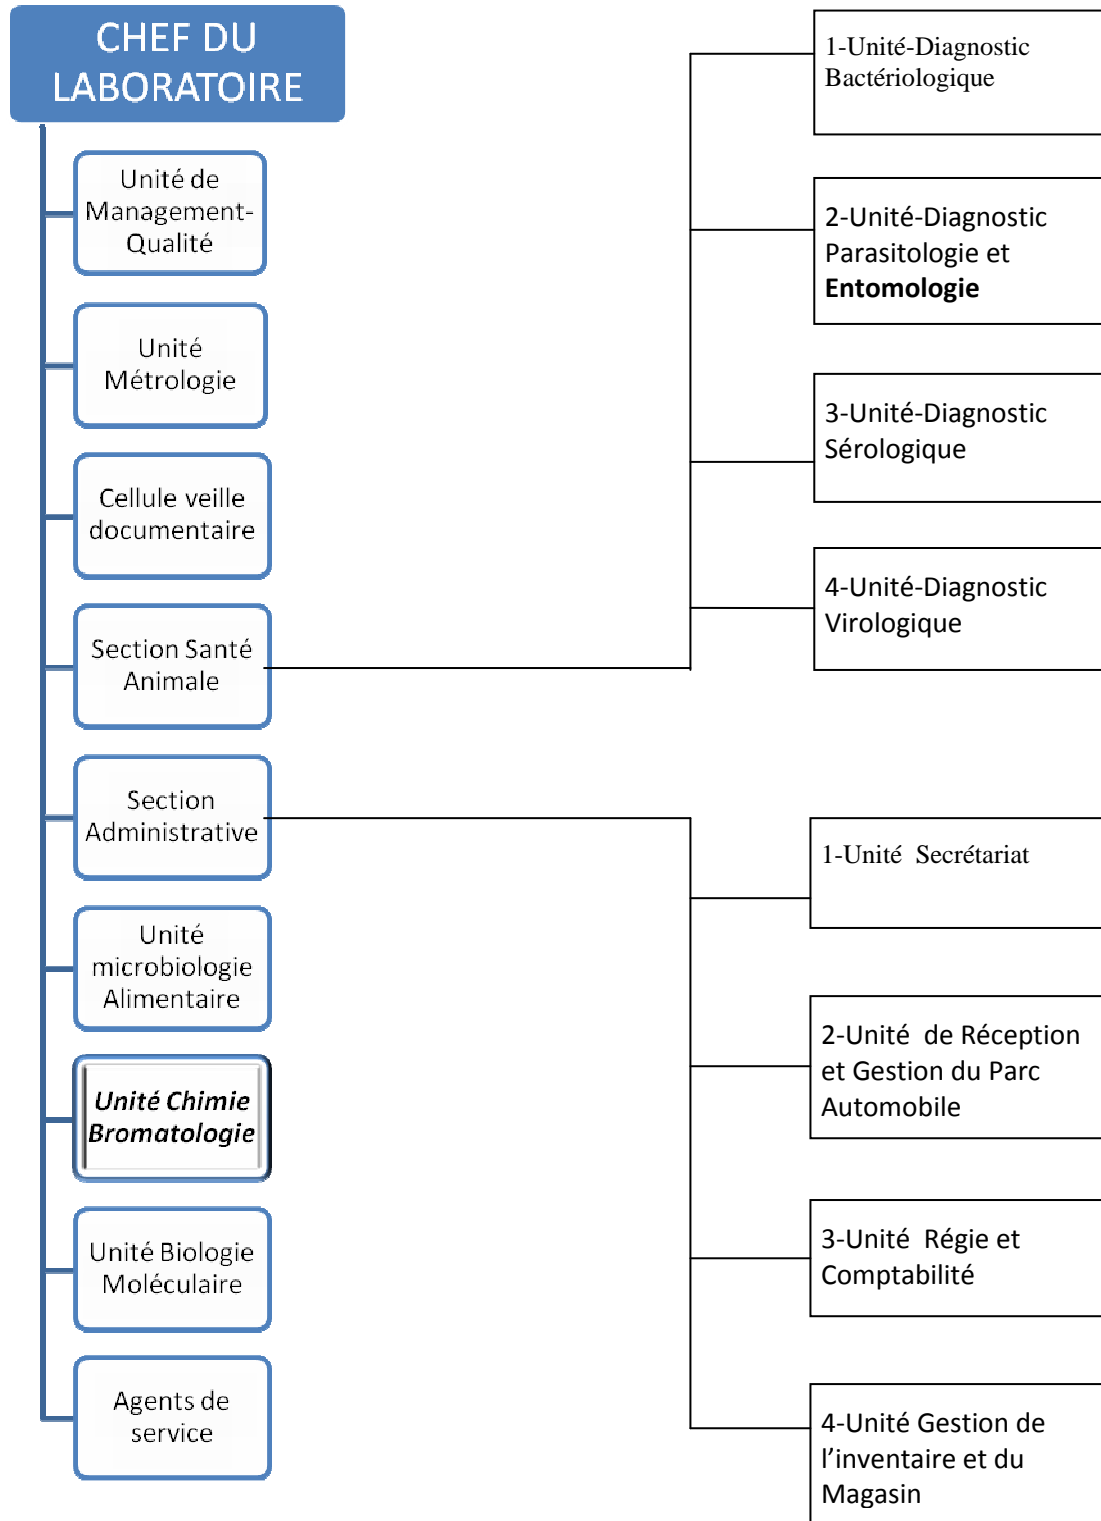 CHEF DU
LABORATOIRE
Unité de
Management-
Qualité
Unité
Métrologie
Cellule veille
documentaire
Section Santé
Animale
Section
Administrative
Unité
microbiologie
Alimentaire
Unité Chimie
Bromatologie
Unité Biologie
Moléculaire
Agents de
service
1-Unité-Diagnostic
Bactériologique
2-Unité-Diagnostic
Parasitologie et
Entomologie
3-Unité-Diagnostic
Sérologique
4-Unité-Diagnostic
Virologique
1-Unité  Secrétariat
2-Unité  de Réception
et Gestion du Parc
Automobile
3-Unité  Régie et
Comptabilité
4-Unité Gestion de
l’inventaire et du
Magasin